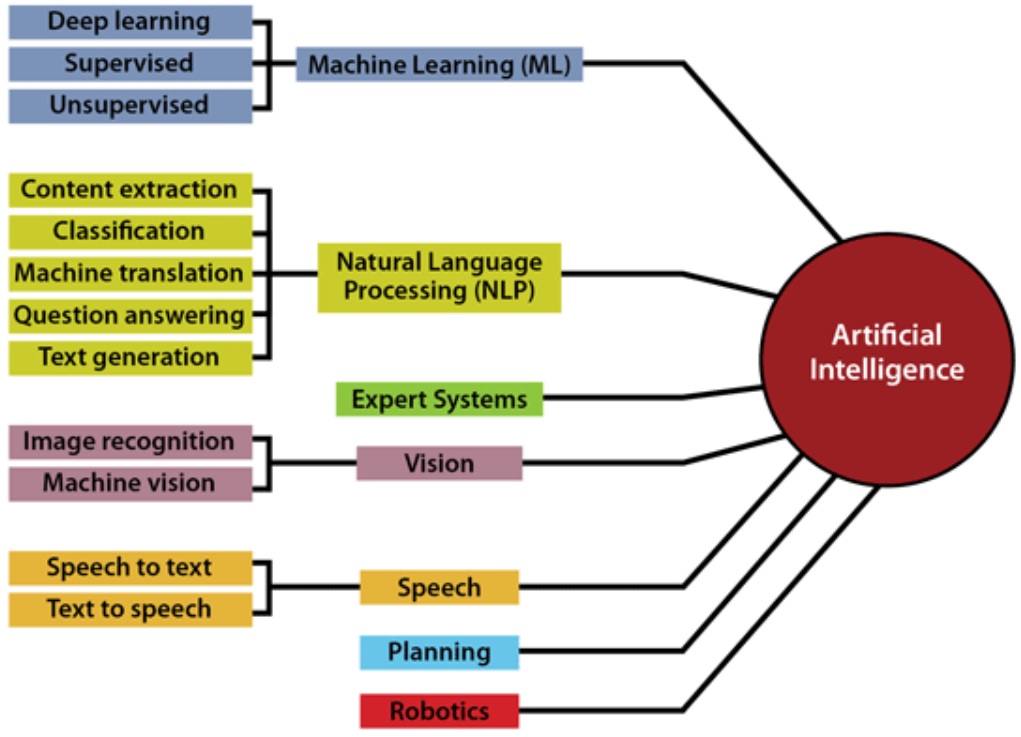 Deep learning
Supervised
Unsupervised
Machine Learning (ML)
Content extraction
Classification
Machine translation
Question answering
Text generation
Natural Language
Processing (NLP)
Expert Systems
Image recognition
Machine vision
Vision
Speech to text
Text to speech
Speech
Planning
Robotics
Artificial
Intelligence